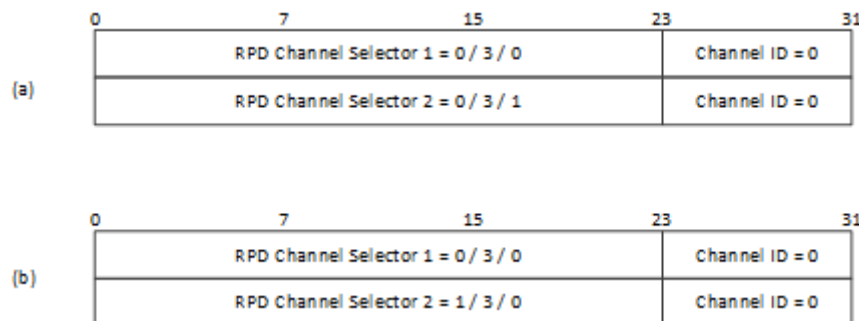 0 7 15 23 31
RPD Channel Selector 1 = 0 / 3 / 0 Channel ID = 0
(a)
RPD Channel Selector 2 = 0 / 3 / 1 Channel ID = 0
0 7 15 23 31
RPD Channel Selector 1 = 0 / 3 / 0 Channel ID = 0
(b)
RPD Channel Selector 2 = 1 / 3 / 0 Channel ID = 0